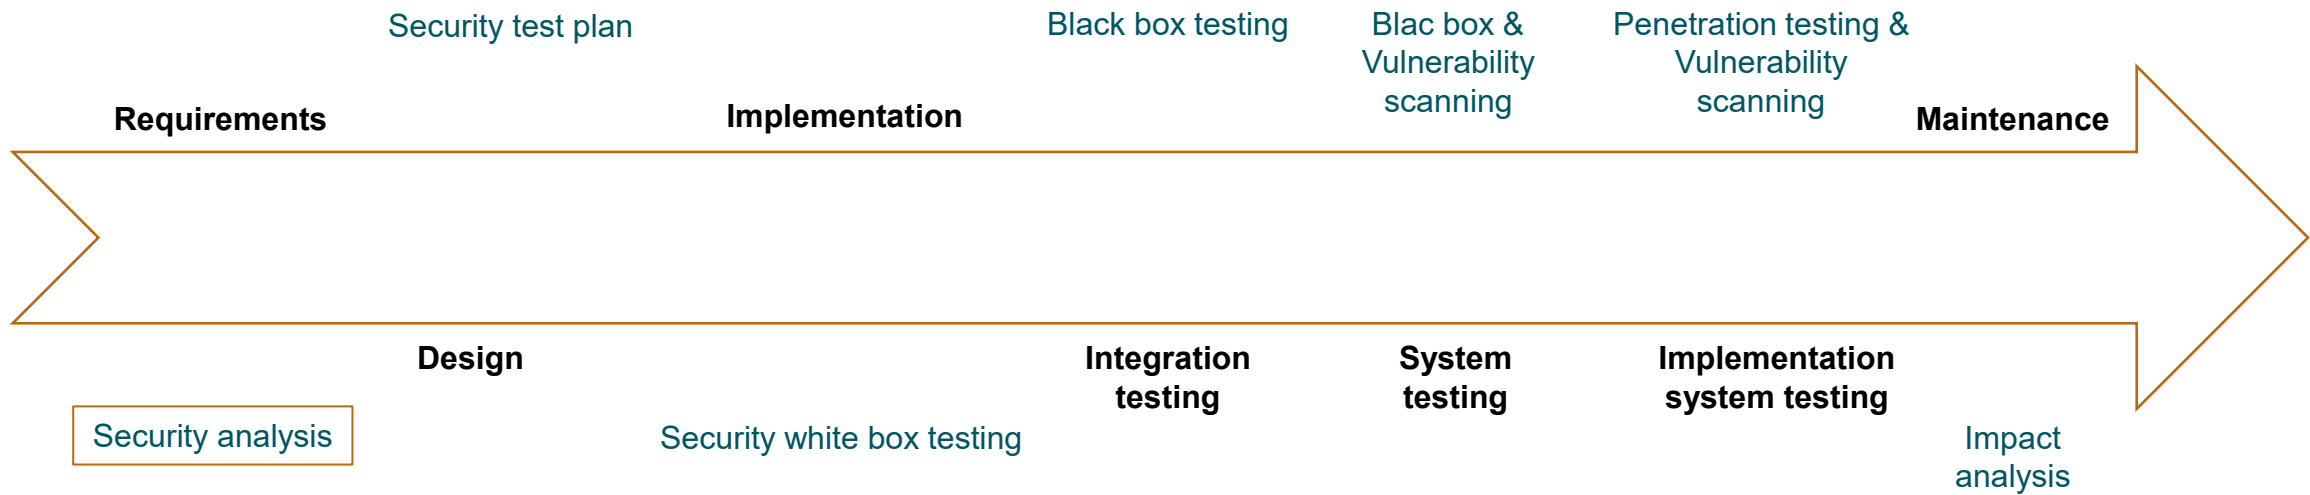 Security test plan
Black box testing
Blac box &
Vulnerability
scanning
Penetration testing &
Vulnerability
scanning
Requirements
Implementation
Maintenance
Design
Integration
testing
System
testing
Implementation
system testing
Security analysis
Security white box testing
Impact
analysis